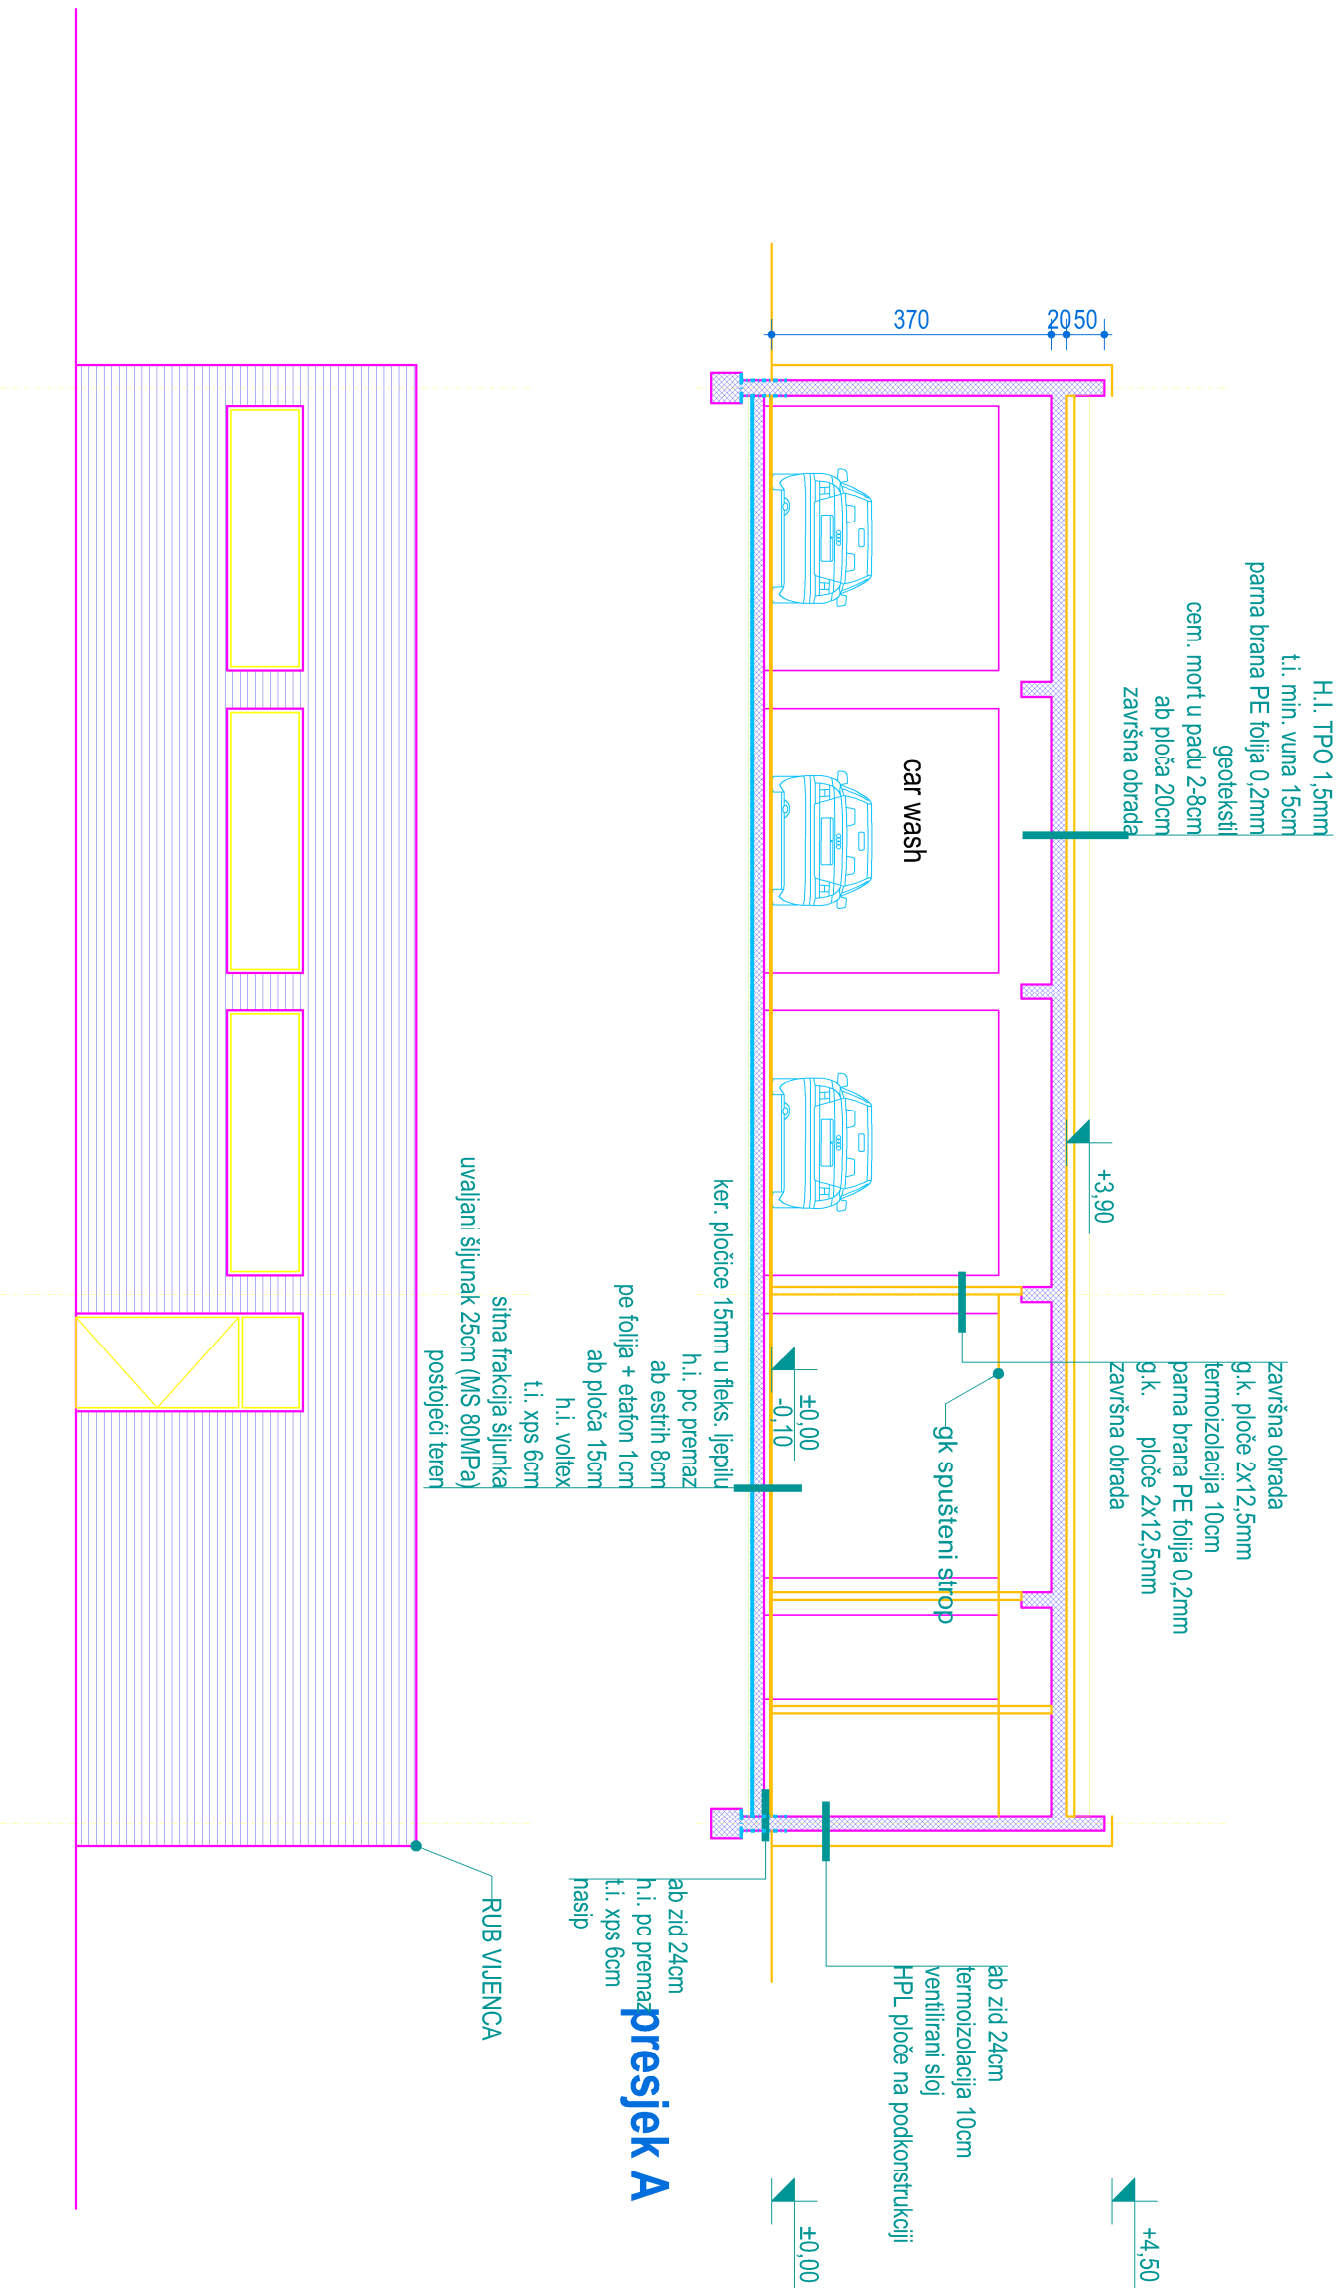 H.I. TPO 1,5mm
t.i. min. vuna 15cm
parna brana PE folija 0,2mm
geotekstil
cem. mort u padu 2-8cm
ab ploča 20cm
završna obrada
370
20
50
car wash
+3,90
završna obrada
g.k. ploče 2x12,5mm
termoizolacija 10cm
parna brana PE folija 0,2mm
g.k. ploče 2x12,5mm
završna obrada
gk spušteni strop
±0,00
-0,10
ker. pločice 15mm u fleks. ljepilu
h.i. pc premaz
ab estrih 8cm
pe folija + etafon 1cm
ab ploča 15cm
h.i. voltex
t.i. xps 6cm
sitna frakcija šljunka
uvaljani šljunak 25cm (MS 80MPa)
postojeći teren
ab zid 24cm
termoizolacija 10cm
ventilirani sloj
HPL ploče na podkonstrukciji
ab zid 24cm
h.i. pc premaz
t.i. xps 6cm
nasip
+4,50
±0,00
presjek A
RUB VIJENCA